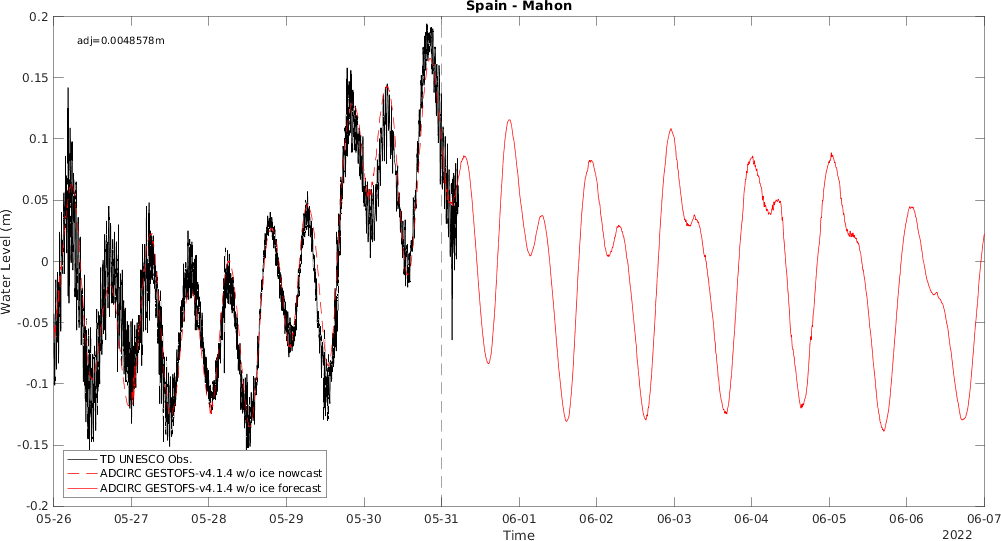 Spain - Mahon
adj=0.0048578m
Water Level (m)
0.2
0.15
0.1
0.05
0
-0.05
-0.1
-0.15
-0.2
TD UNESCO Obs.
ADCIRC GESTOFS-v4.1.4 w/o ice nowcast
ADCIRC GESTOFS-v4.1.4 w/o ice forecast
05-26 05-27 05-28 05-29 05-30 05-31 06-01 06-02 06-03 06-04 06-05 06-06 06-07
Time
2022